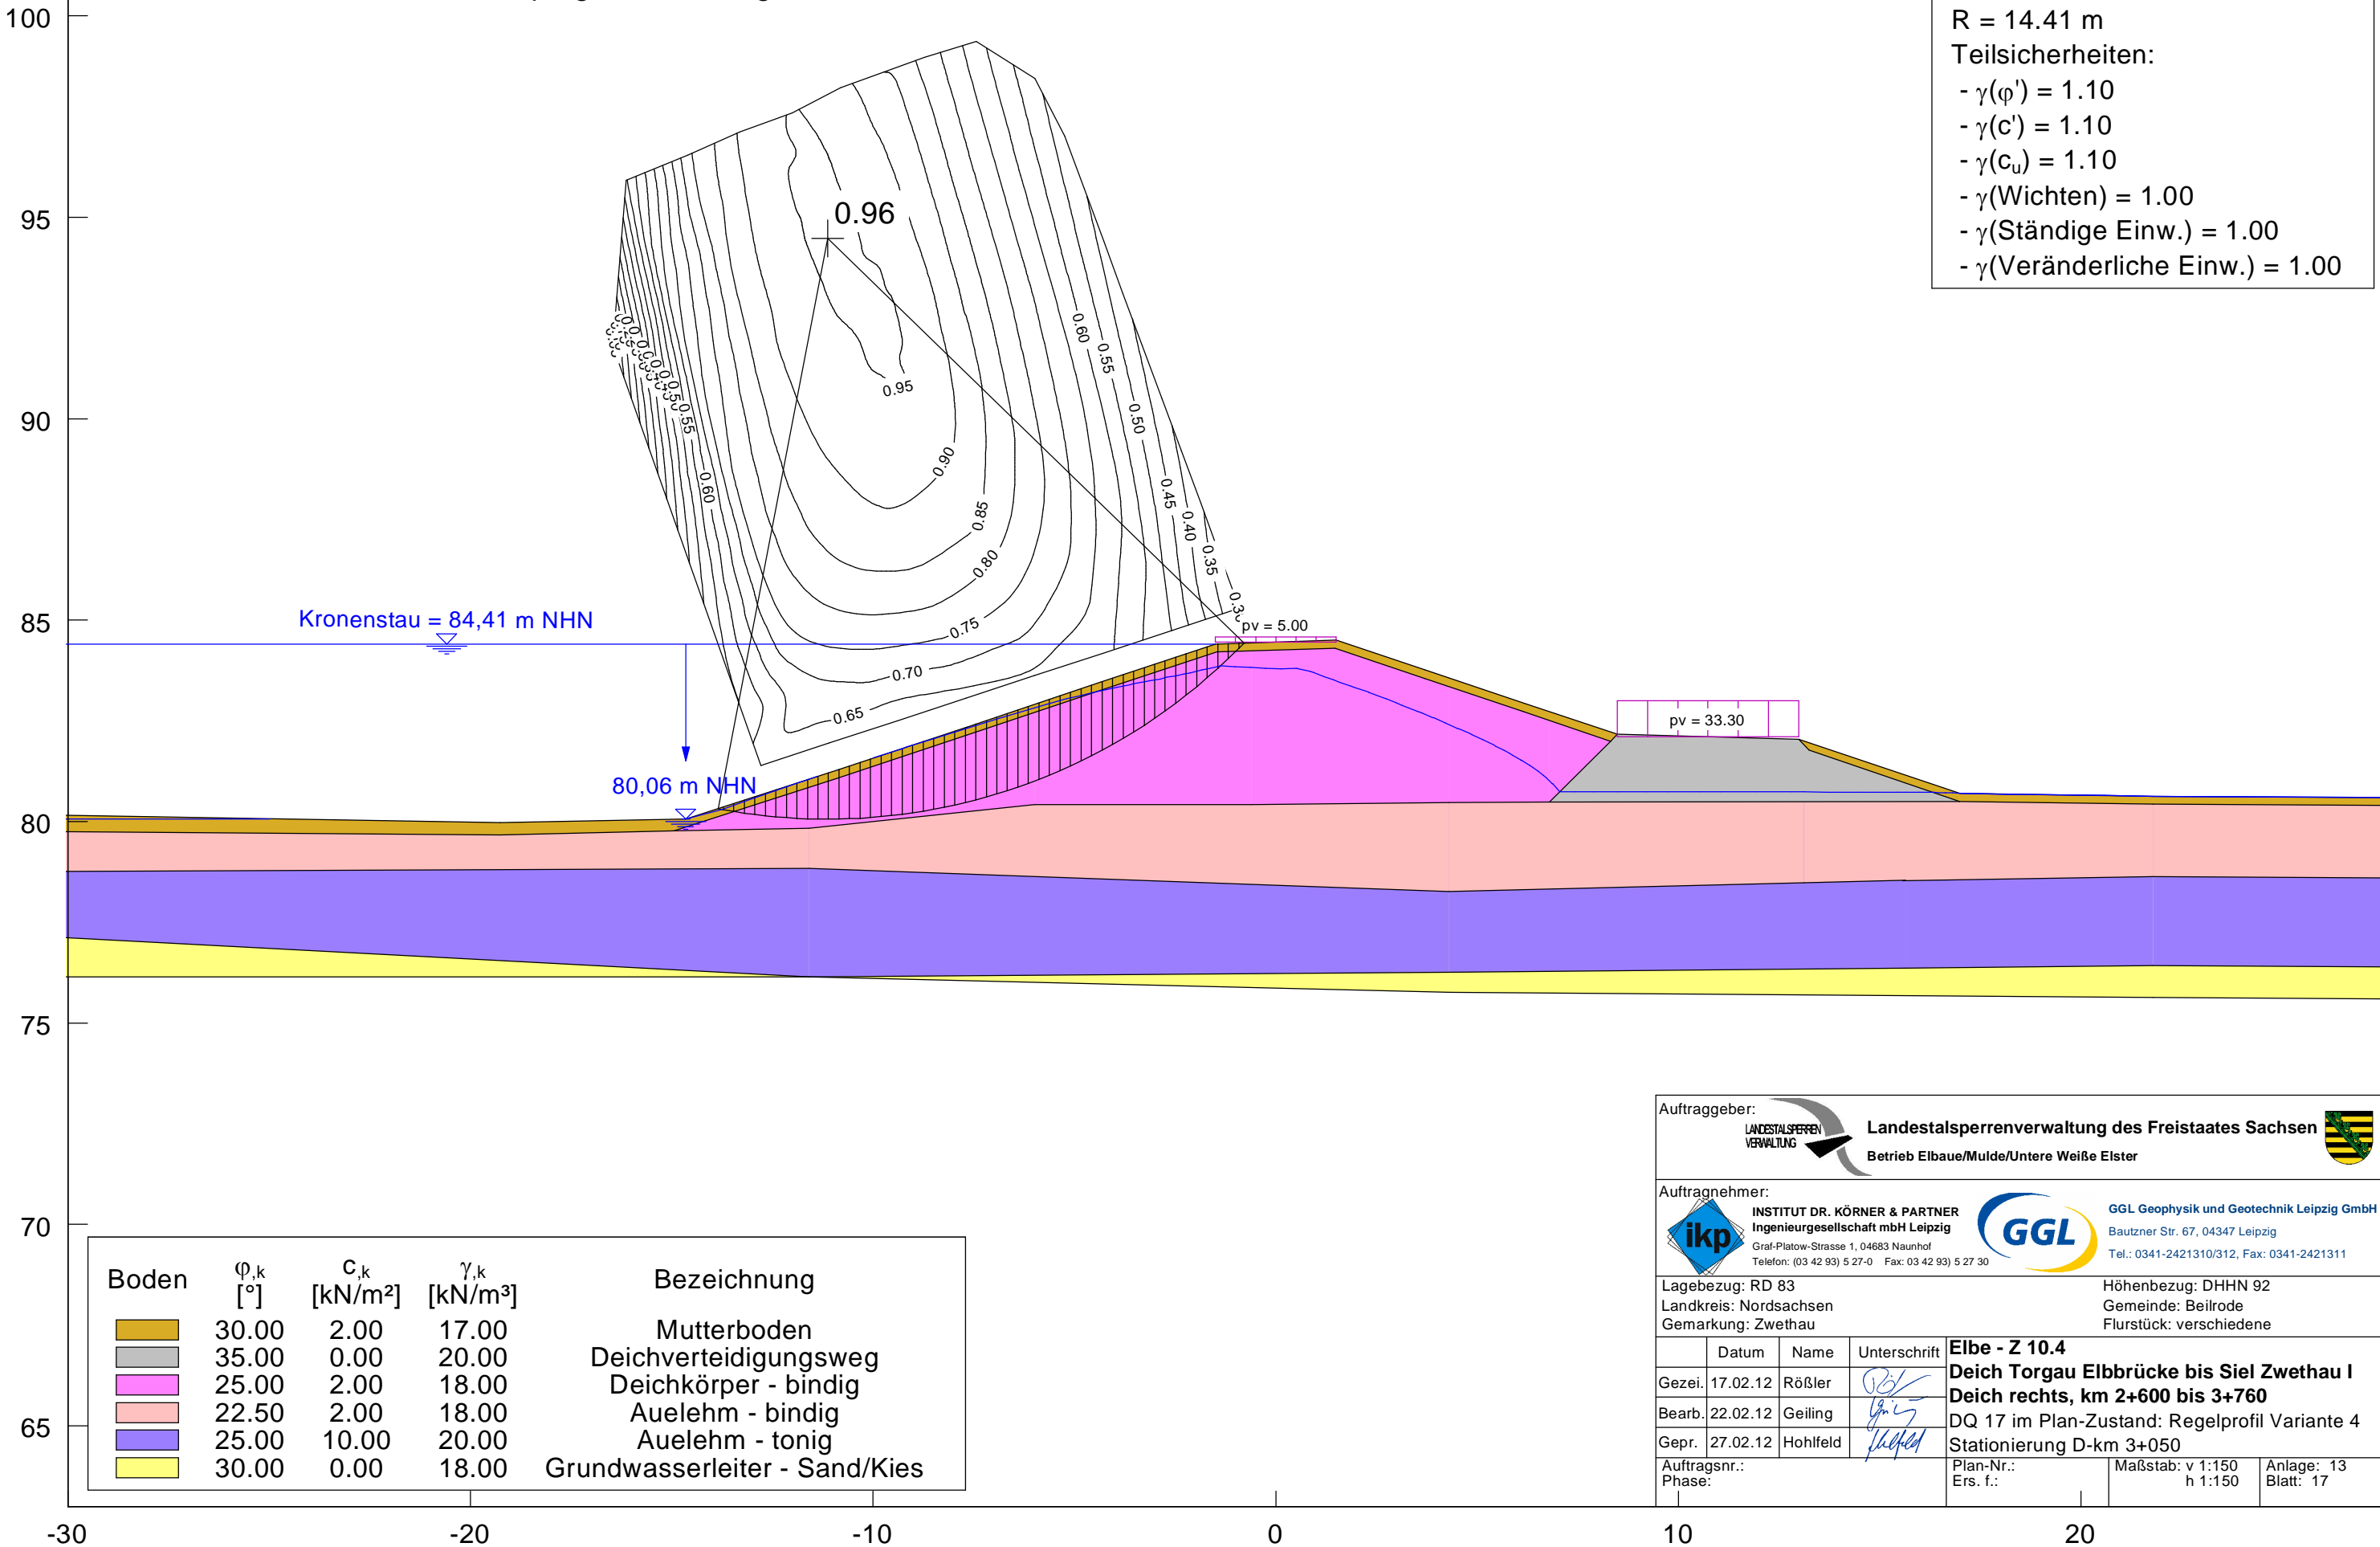 R = 14.41 m
Teilsicherheiten:
- γ(φ') = 1.10
- γ(c') = 1.10
- γ(cu) = 1.10
- γ(Wichten) = 1.00
- γ(Ständige Einw.) = 1.00
- γ(Veränderliche Einw.) = 1.00
100
95
90
85
80
75
70
65
0.96
0.95
0.90
0.85
0.80
0.75
0.70
0.65
0.60
0.55
0.50
0.45
0.40
0.35
0.55
0.60
Kronenstau = 84,41 m NHN
80,06 m NHN
pv = 5.00
pv = 33.30
Boden φ,k [°] c,k [kN/m²] γ,k [kN/m³] Bezeichnung
30.00 2.00 17.00 Mutterboden
35.00 0.00 20.00 Deichverteidigungsweg
25.00 2.00 18.00 Deichkörper - bindig
22.50 2.00 18.00 Auelehm - bindig
25.00 10.00 20.00 Auelehm - tonig
30.00 0.00 18.00 Grundwasserleiter - Sand/Kies
Auftraggeber:
LANDESTALSPERREN
VERWALTUNG
Landestalsperrenverwaltung des Freistaates Sachsen
Betrieb Elbaue/Mulde/Untere Weiße Elster
Auftragnehmer:
ikp
INSTITUT DR. KÖRNER & PARTNER
Ingenieurgesellschaft mbH Leipzig
Graf-Platow-Strasse 1, 04683 Naunhof
Telefon: (03 42 93) 5 27-0 Fax: 03 42 93) 5 27 30
GGL
GGL Geophysik und Geotechnik Leipzig GmbH
Bautzner Str. 67, 04347 Leipzig
Tel.: 0341-2421310/312, Fax: 0341-2421311
Lagebezug: RD 83 Höhenbezug: DHHN 92
Landkreis: Nordsachsen Gemeinde: Beilrode
Gemarkung: Zwethau Flurstück: verschiedene
Datum Name Unterschrift
Gezei. 17.02.12 Rößler
Bearb. 22.02.12 Geiling
Gepr. 27.02.12 Hohlfeld
Elbe - Z 10.4
Deich Torgau Elbbrücke bis Siel Zwethau I
Deich rechts, km 2+600 bis 3+760
DQ 17 im Plan-Zustand: Regelprofil Variante 4
Stationierung D-km 3+050
Auftragsnr.:
Phase:
Plan-Nr.:
Ers. f.:
Maßstab: v 1:150
h 1:150
Anlage: 13
Blatt: 17
-30 -20 -10 0 10 20